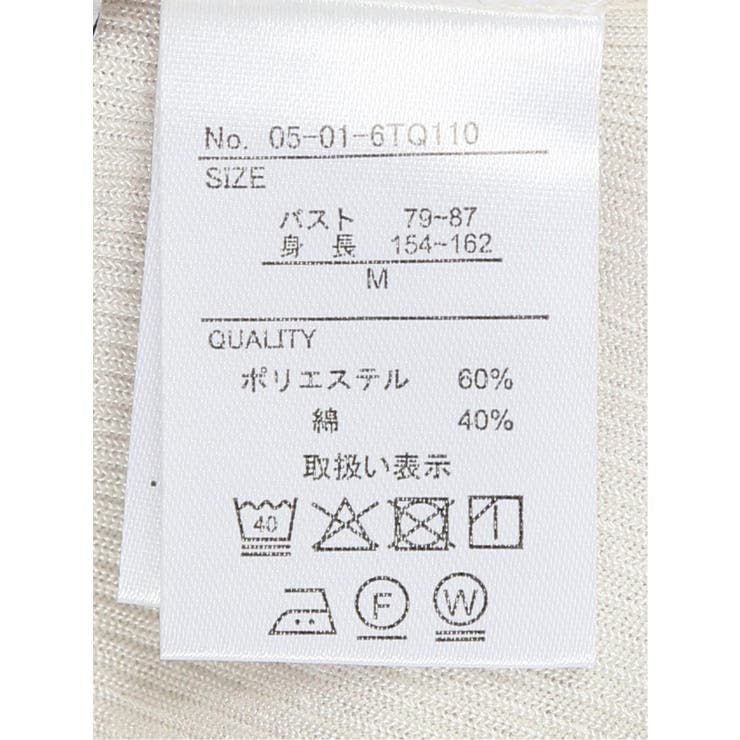 No. 05-01-6TQ110
SIZE
バスト 79~87
身長 154~162
M
QUALITY
ポリエステル 60%
綿 40%
取扱い表示
40
F W